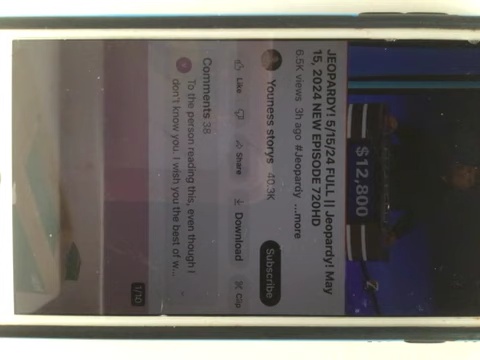 $12,800
JEOPARDY! 5/15/24 FULL || Jeopardy! May
15, 2024 NEW EPISODE 720HD
6.5K views 3h ago #Jeopardy ...more
Youness storys 40.3K
Subscribe
Like
Share
Download
Clip
Comments 38
To the person reading this, even though I
don't know you. I wish you the best of w...
1/10